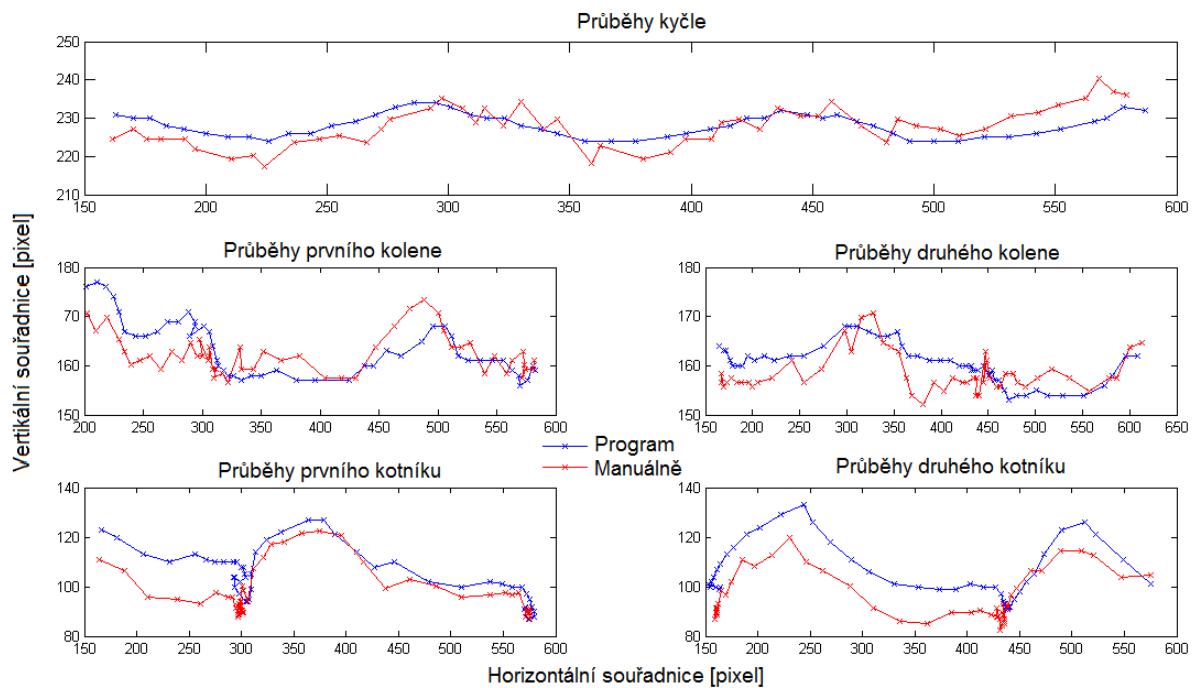 Průběhy kyčle
250
240
230
220
210
150 200 250 300 350 400 450 500 550 600
Vertikální souřadnice [pixel]
Průběhy prvního kolene
180
170
160
150
200 250 300 350 400 450 500 550 600
Průběhy druhého kolene
180
170
160
150
150 200 250 300 350 400 450 500 550 600 650
Program
Manuálně
Průběhy prvního kotníku
140
120
100
80
150 200 250 300 350 400 450 500 550 600
Průběhy druhého kotníku
140
120
100
80
150 200 250 300 350 400 450 500 550 600
Horizontální souřadnice [pixel]